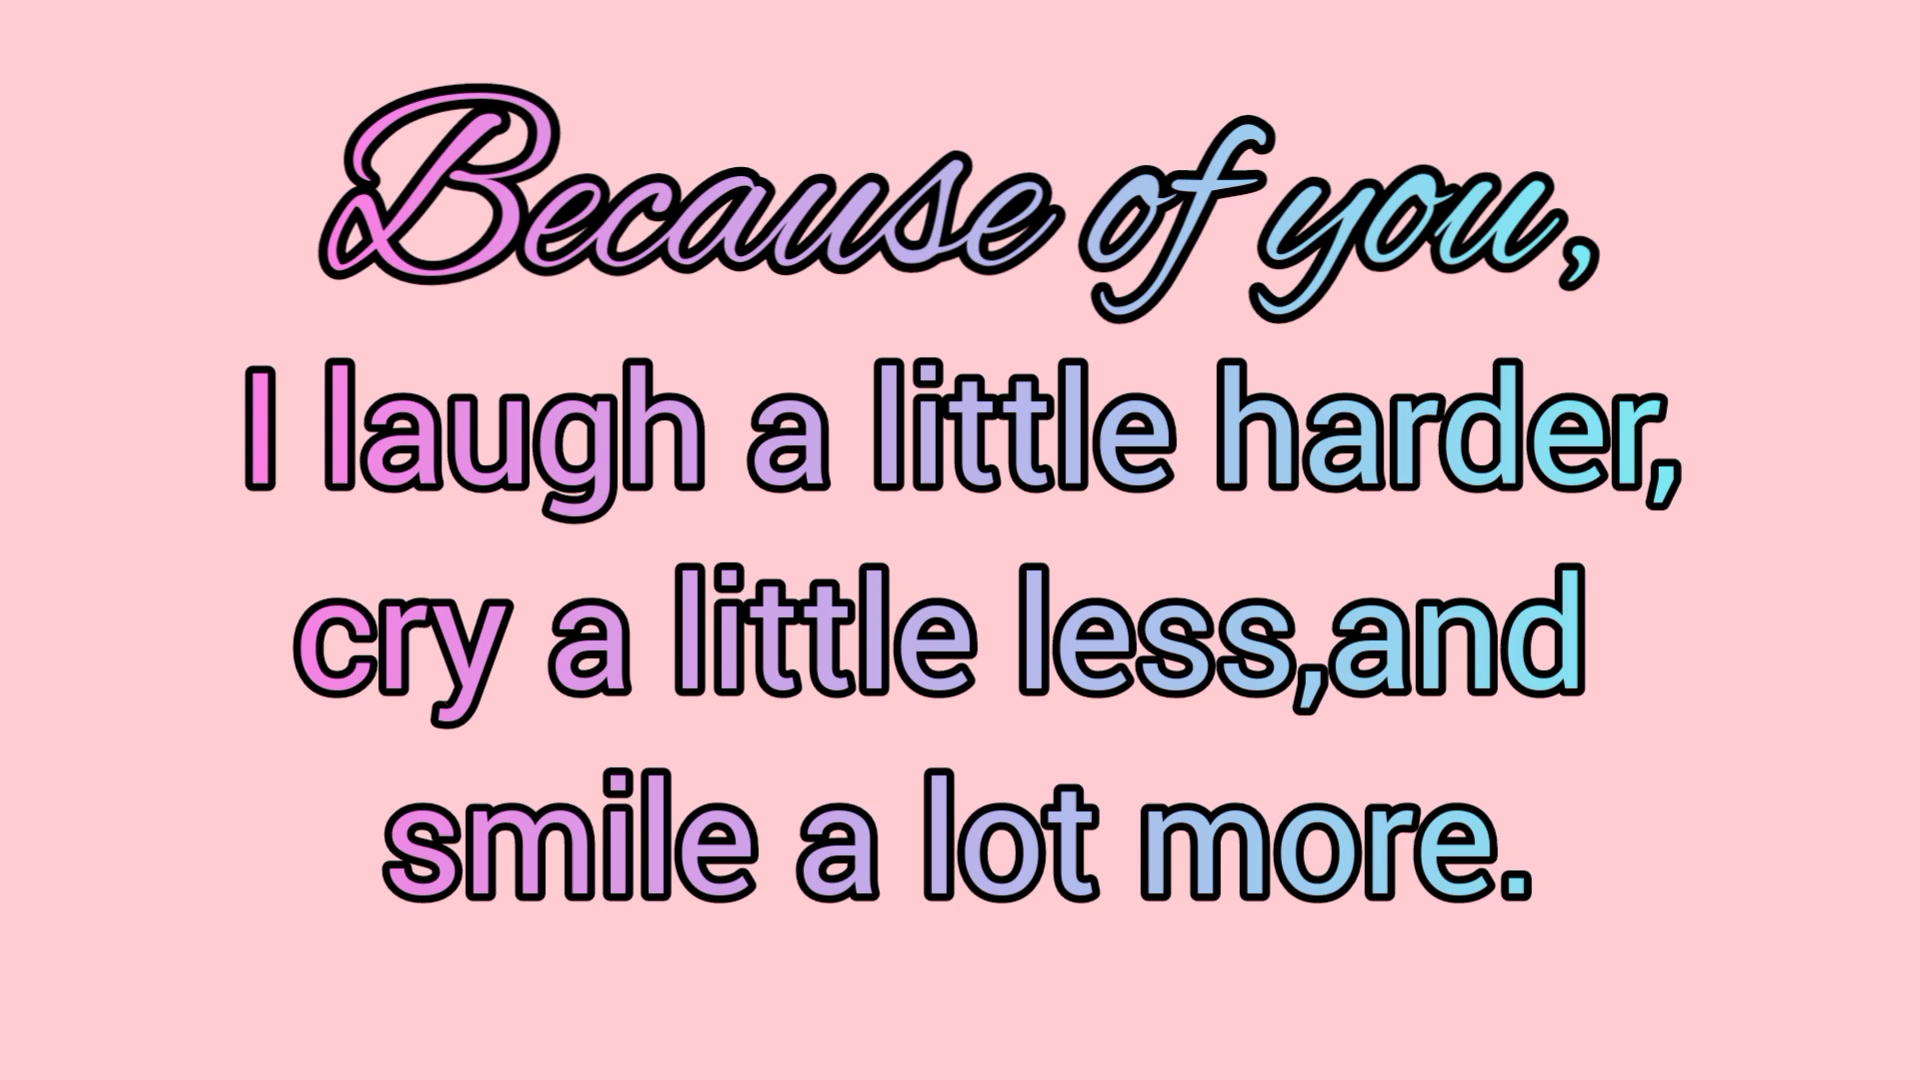 Because of you,
I laugh a little harder,
cry a little less,and
smile a lot more.